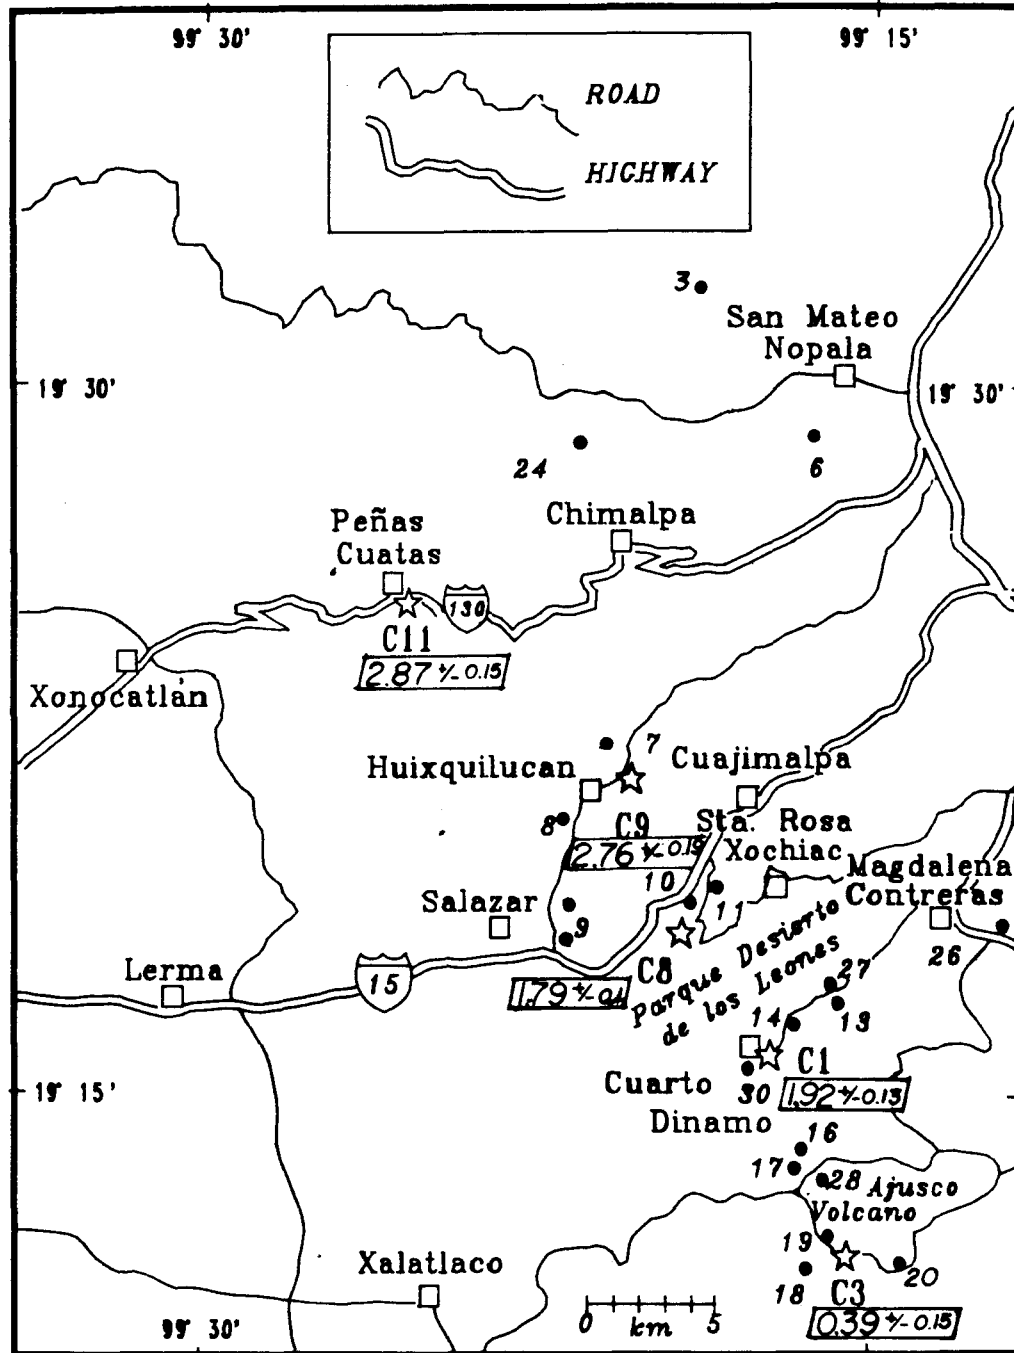 99° 30'
99° 15'
ROAD
HIGHWAY
3
San Mateo
Nopala
19° 30'
19° 30'
24
6
Chimalpa
Peñas
Cuatas
130
C11
2.87 +/- 0.15
Xonocatlán
7
Huixquilucan
Cuajimalpa
8
C9
Sta. Rosa
2.76 +/- 0.15
Xochiac
10
11
Magdalena
Contreras
Salazar
9
26
Lerma
15
C8
1.79 +/- 0.1
Parque Desierto
de los Leones
27
13
14
C1
19° 15'
Cuarto
30
1.92 +/- 0.13
Dinamo
16
17
28
Ajusco
Volcano
19
Xalatlaco
18
20
C3
0 km 5
0.39 +/- 0.15
99° 30'